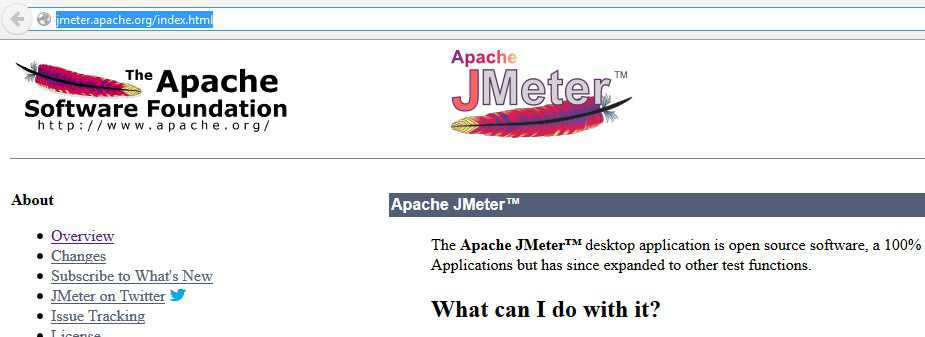 jmeter.apache.org/index.html
The Apache
Software Foundation
http://www.apache.org/
Apache
JMeter™
About
Overview
Changes
Subscribe to What's New
JMeter on Twitter
Issue Tracking
License
Apache JMeter™
The Apache JMeter™ desktop application is open source software, a 100%
Applications but has since expanded to other test functions.
What can I do with it?